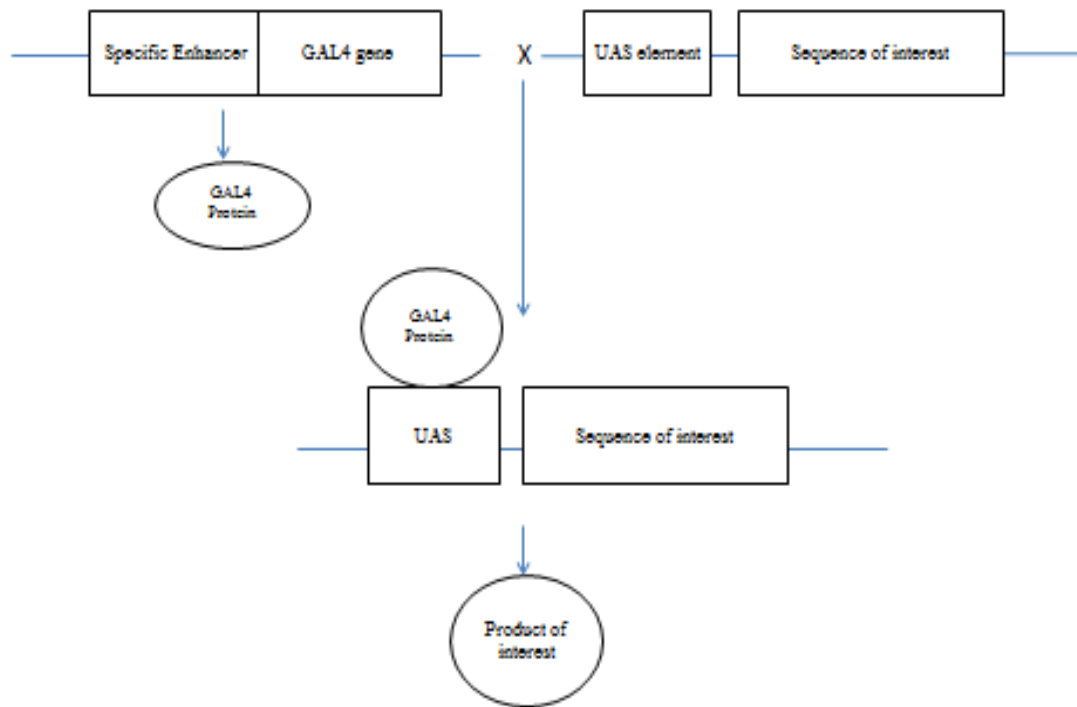 Specific Enhancer
GAL4 gene
X
UAS element
Sequence of interest
GAL4
Protein
GAL4
Protein
UAS
Sequence of interest
Product of
interest